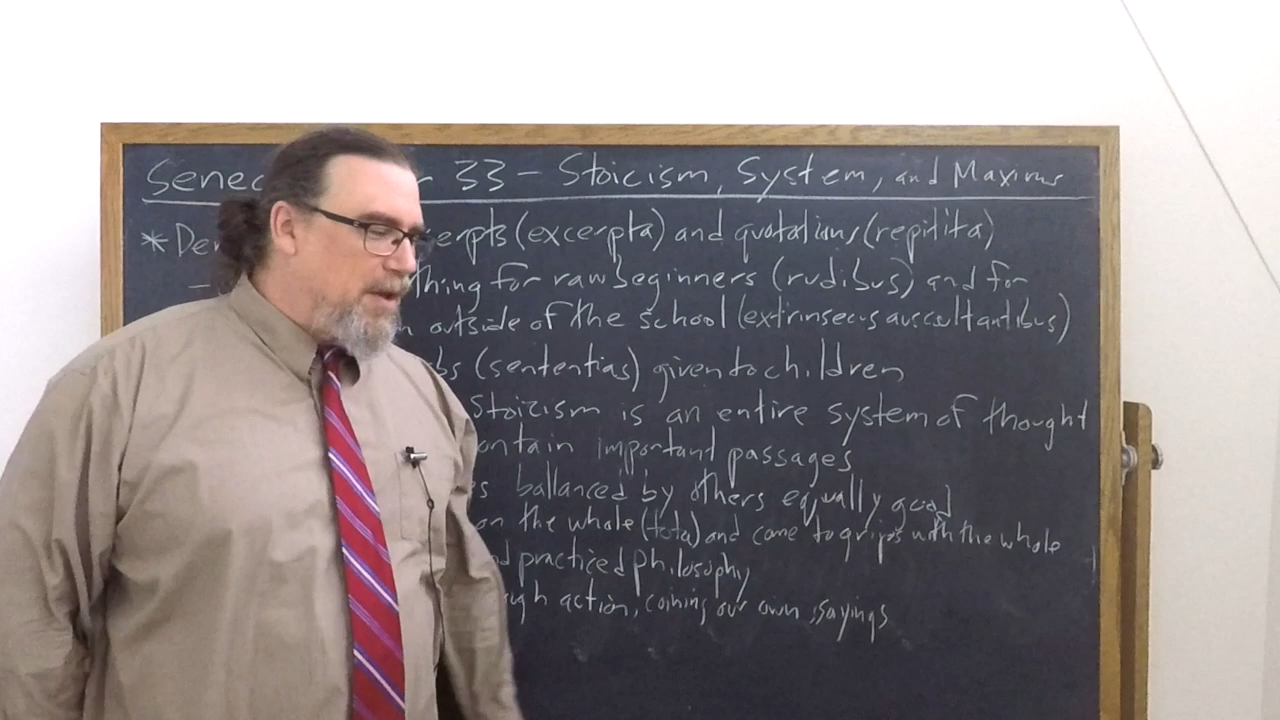 Senec r 33 - Stoicism, System, and Maxims
* Den erpts (excerpta) and quotations (repitita)
- thing for raw beginners (rudibus) and for
n outside of the school (extrinsecus auscultantibus)
bs (sententias) given to children
Stoicism is an entire system of thought
ontain important passages
s ballanced by others equally good
on the whole (tota) and come to grips with the whole
nd practiced philosophy
ugh action, coining our own sayings